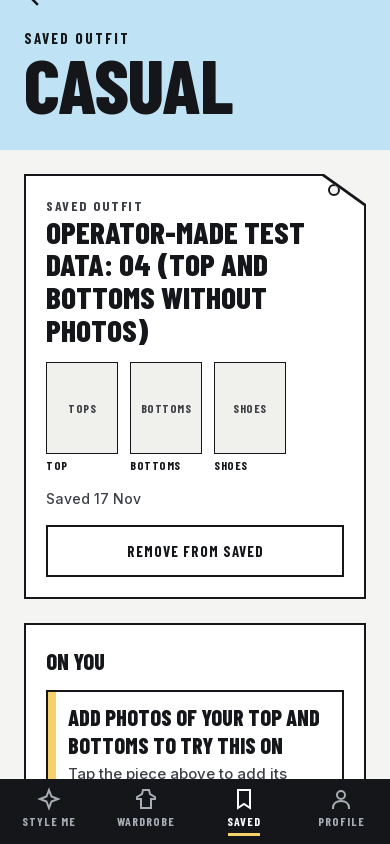 SAVED OUTFIT
CASUAL
SAVED OUTFIT
OPERATOR-MADE TEST
DATA: 04 (TOP AND
BOTTOMS WITHOUT
PHOTOS)
TOPS BOTTOMS SHOES
TOP BOTTOMS SHOES
Saved 17 Nov
REMOVE FROM SAVED
ON YOU
ADD PHOTOS OF YOUR TOP AND
BOTTOMS TO TRY THIS ON
Tap the piece above to add its
STYLE ME WARDROBE SAVED PROFILE